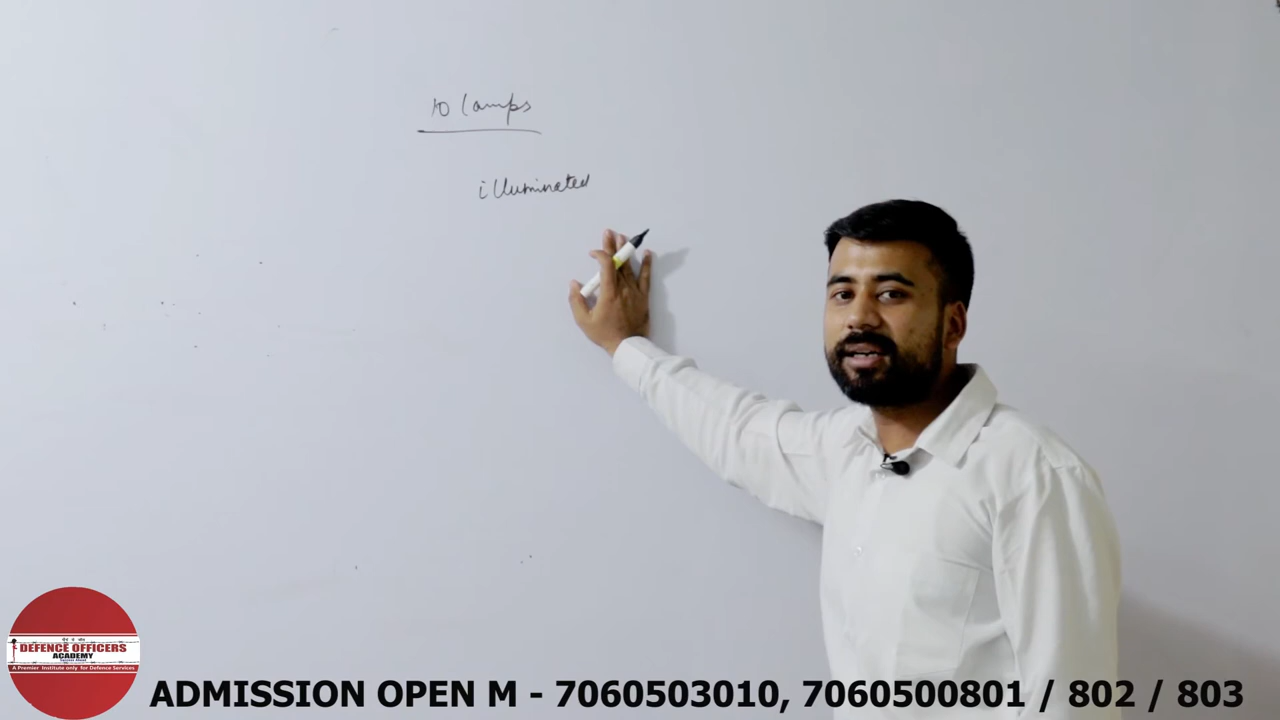 10 lamps
illuminated
DEFENCE OFFICERS
ACADEMY
A Premier Institute only for Defence Services
ADMISSION OPEN M - 7060503010, 7060500801 / 802 / 803